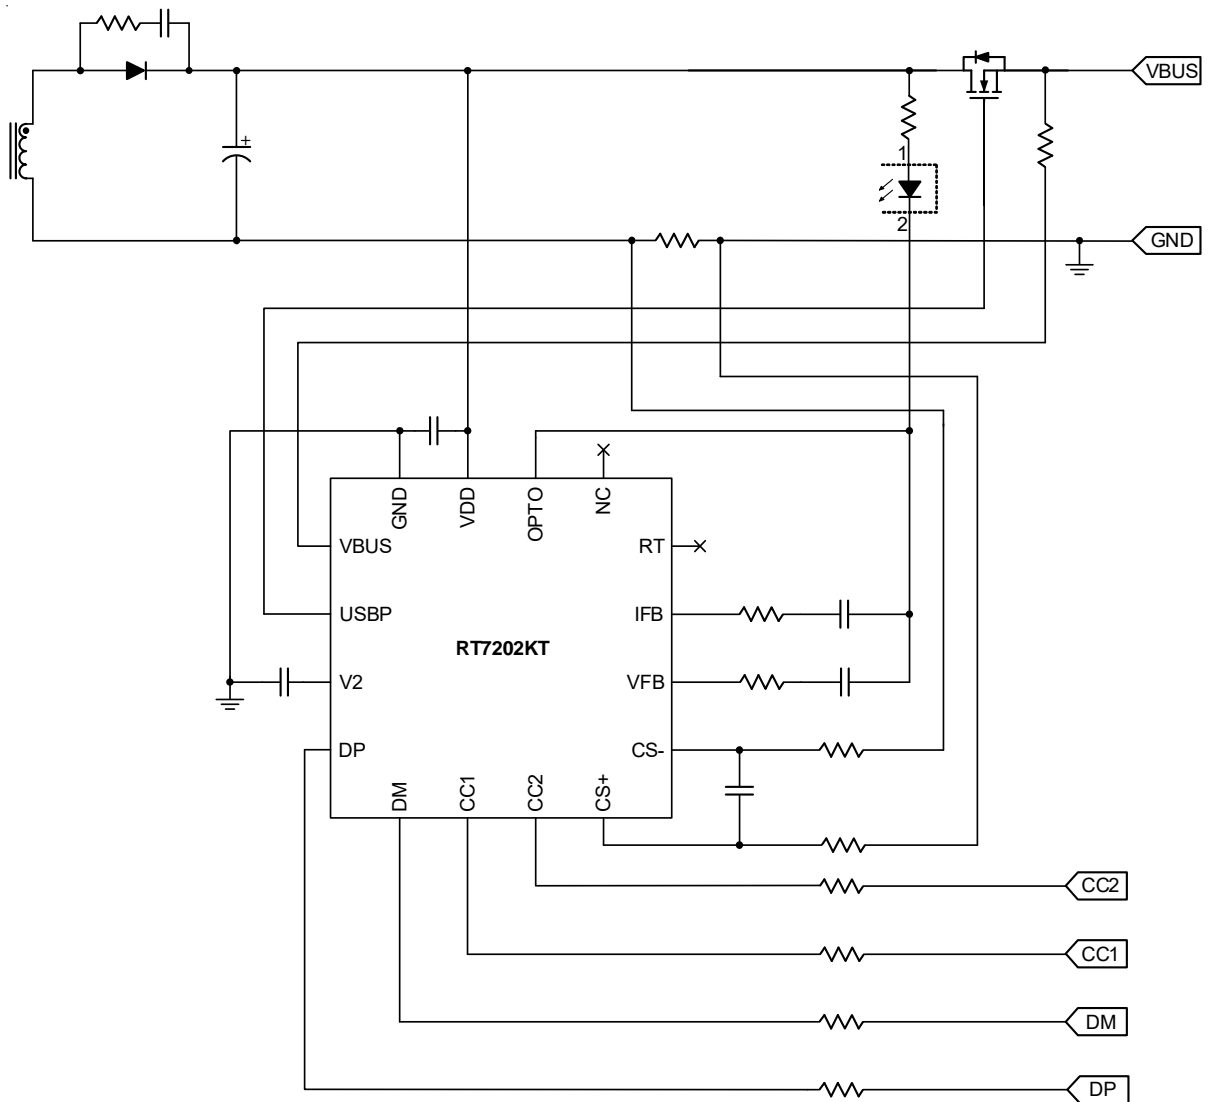 VBUS
1
+
2
GND
GND
VDD
OPTO
NC
VBUS
RT
USBP
IFB
RT7202KT
V2
VFB
DP
CS-
DM
CC1
CC2
CS+
CC2
CC1
DM
DP